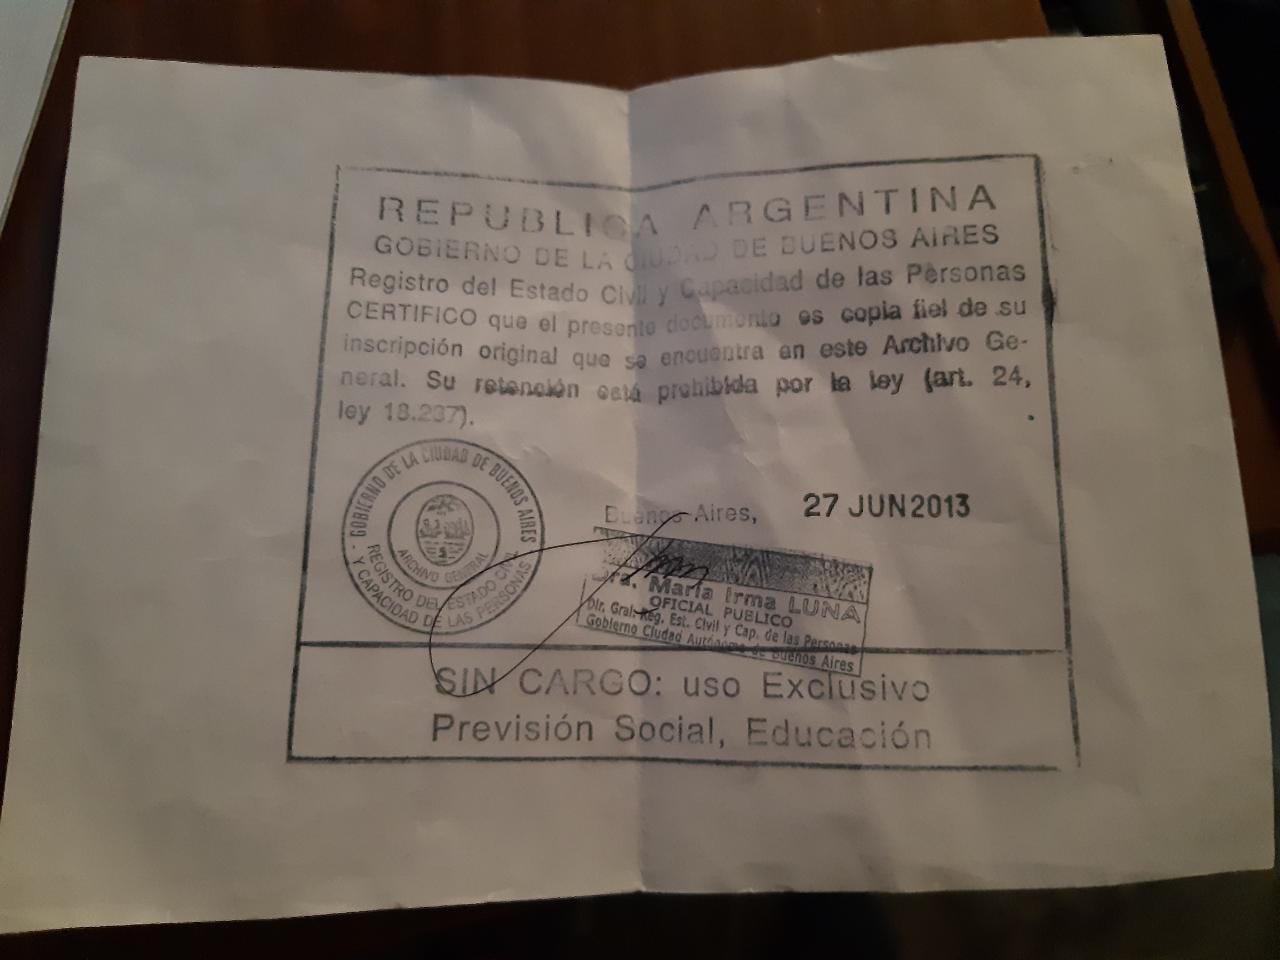 REPUBLICA ARGENTINA
GOBIERNO DE LA CIUDAD DE BUENOS AIRES
Registro del Estado Civil y Capacidad de las Personas
CERTIFICO que el presente documento es copia fiel de su
inscripción original que se encuentra en este Archivo Ge-
neral. Su retención está prohibida por la ley (art. 24,
ley 18.237).
GOBIERNO DE LA CIUDAD DE BUENOS AIRES
ARCHIVO GENERAL
REGISTRO DEL ESTADO CIVIL
Y CAPACIDAD DE LAS PERSONAS
Buenos Aires, 27 JUN 2013
Dra. María Irma LUNA
OFICIAL PUBLICO
Dir. Gral. Reg. Est. Civil y Cap. de las Personas
Gobierno Ciudad Autónoma de Buenos Aires
SIN CARGO: uso Exclusivo
Previsión Social, Educación